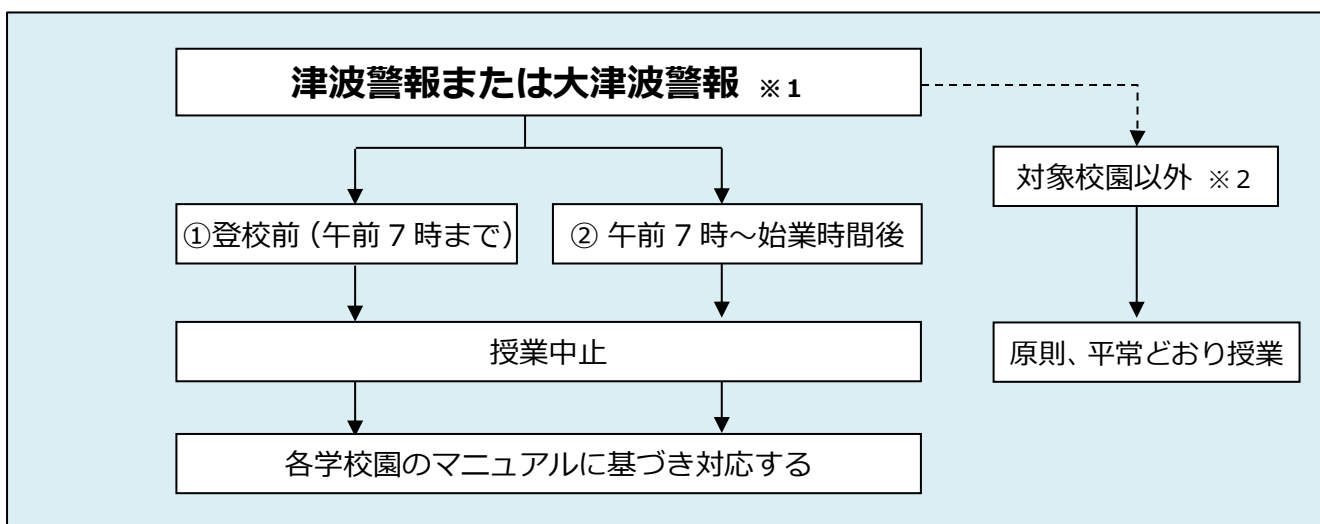 津波警報または大津波警報 ※1
対象校園以外 ※2
①登校前(午前7時まで)
② 午前7時～始業時間後
授業中止
原則、平常どおり授業
各学校園のマニュアルに基づき対応する